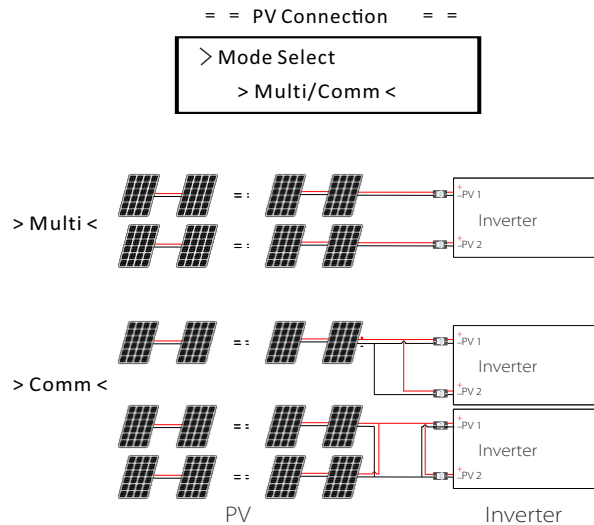 = = PV Connection = =
> Mode Select
> Multi/Comm <
> Multi <
= :
+
– PV 1
Inverter
= :
+
– PV 2
> Comm <
= :
+
– PV 1
Inverter
+
– PV 2
= :
+
– PV 1
Inverter
= :
+
– PV 2
PV
Inverter